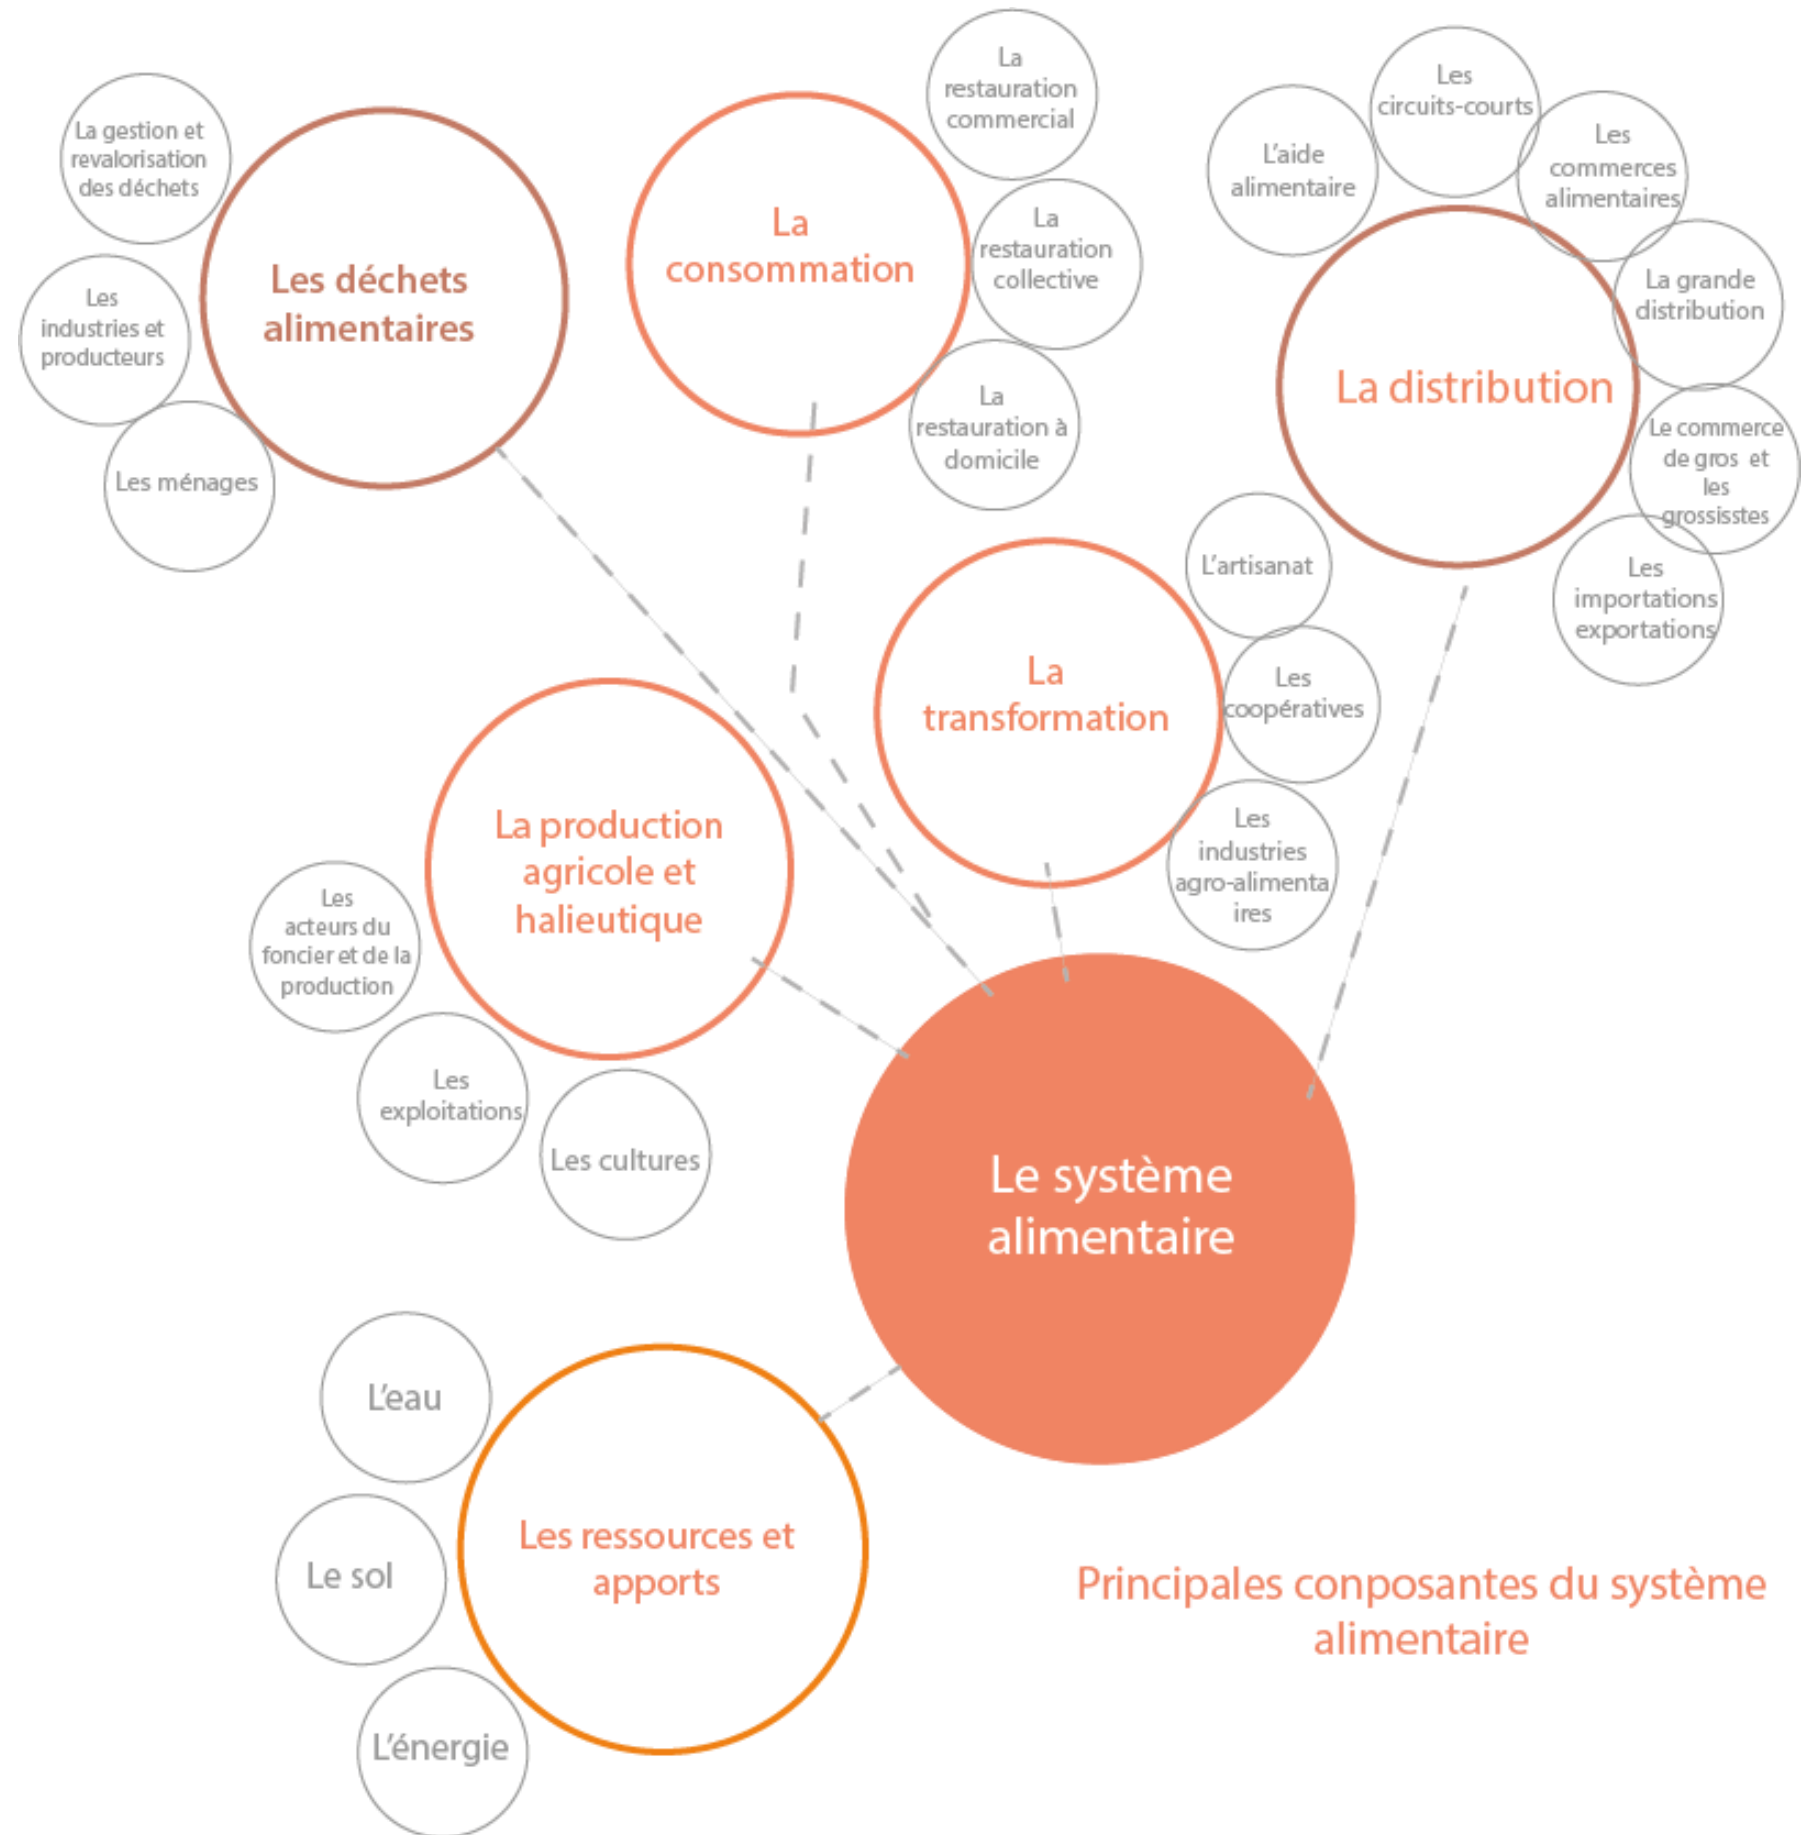 La gestion et
revalorisation
des déchets
Les
industries et
producteurs
Les ménages
Les déchets
alimentaires
La
consommation
La
restauration
commercial
La
restauration
collective
La
restauration à
domicile
L'aide
alimentaire
Les
circuits-courts
Les
commerces
alimentaires
La grande
distribution
Le commerce
de gros et
les
grossisstes
Les
importations
exportations
La distribution
L'artisanat
Les
coopératives
Les
industries
agro-alimenta
ires
La
transformation
La production
agricole et
halieutique
Les
acteurs du
foncier et de la
production
Les
exploitations
Les cultures
Le système
alimentaire
L'eau
Le sol
L'énergie
Les ressources et
apports
Principales conposantes du système
alimentaire